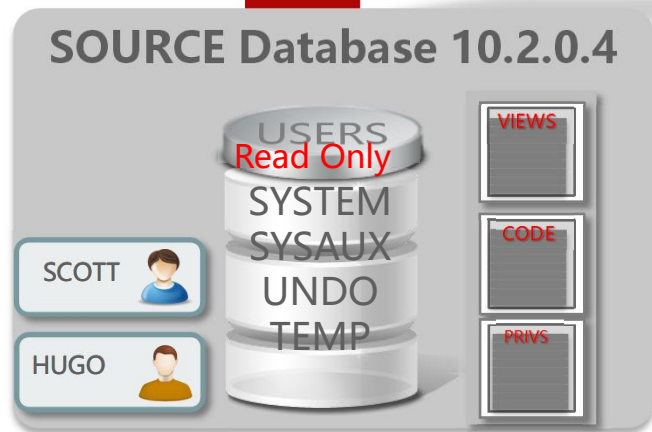 SOURCE Database 10.2.0.4
USERS
Read Only
SYSTEM
SYSAUX
UNDO
TEMP
SCOTT
HUGO
VIEWS
CODE
PRIVS